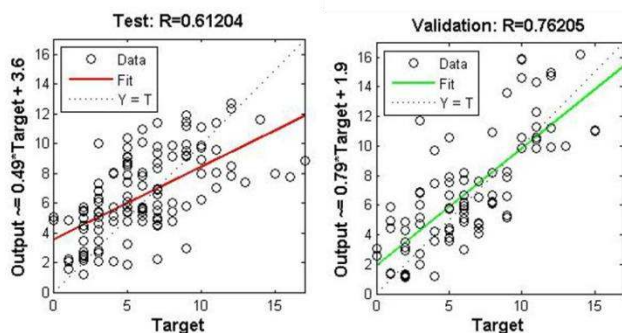 Test: R=0.61204
Output ~= 0.49*Target + 3.6
16
14
12
10
8
6
4
2
0
Data
Fit
Y = T
0
5
10
15
Target
Validation: R=0.76205
Output ~= 0.79*Target + 1.9
16
14
12
10
8
6
4
2
0
Data
Fit
Y = T
0
5
10
15
Target